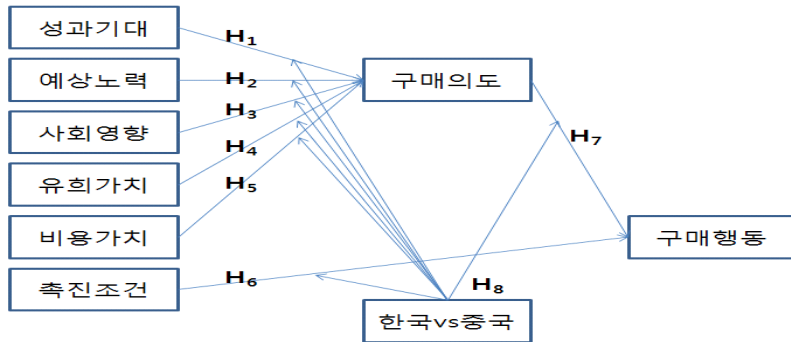 성과기대
H1
예상노력
H2
구매의도
사회영향
H3
H7
유희가치
H4
H5
비용가치
구매행동
촉진조건
H6
H8
한국vs중국